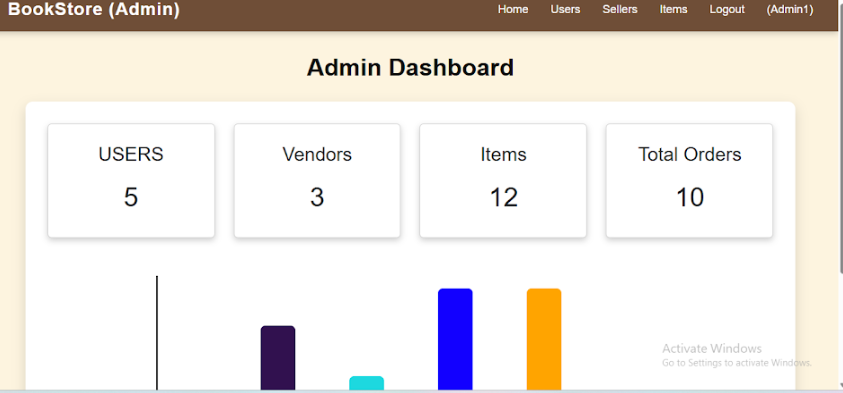 BookStore (Admin)
Home Users Sellers Items Logout (Admin1)
Admin Dashboard
USERS Vendors Items Total Orders
5 3 12 10
Activate Windows
Go to Settings to activate Windows.